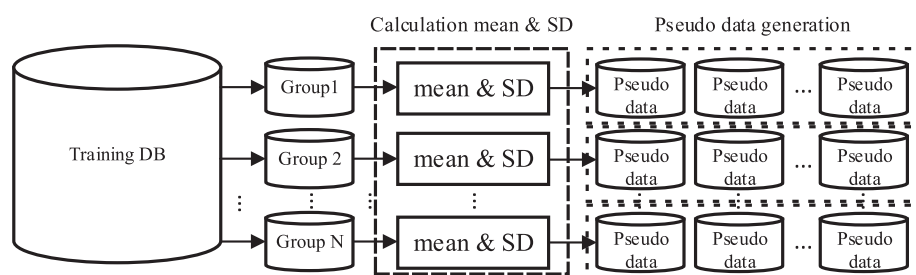 Calculation mean & SD
Pseudo data generation
Training DB
Group1
mean & SD
Pseudo
data
Pseudo
data
...
Pseudo
data
Group 2
mean & SD
Pseudo
data
Pseudo
data
...
Pseudo
data
Group N
mean & SD
Pseudo
data
Pseudo
data
...
Pseudo
data